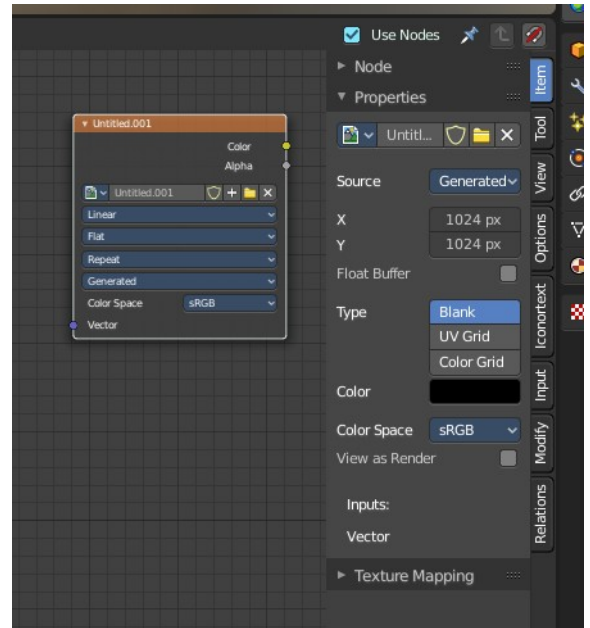 Use Nodes
Node
Properties
Untitl...
Source Generated
X 1024 px
Y 1024 px
Float Buffer
Type Blank
UV Grid
Color Grid
Color
Color Space sRGB
View as Render
Inputs:
Vector
Texture Mapping
Untitled.001
Color
Alpha
Untitled.001
Linear
Flat
Repeat
Generated
Color Space sRGB
Vector
Item
Tool
View
Options
Iconortext
Input
Modify
Relations